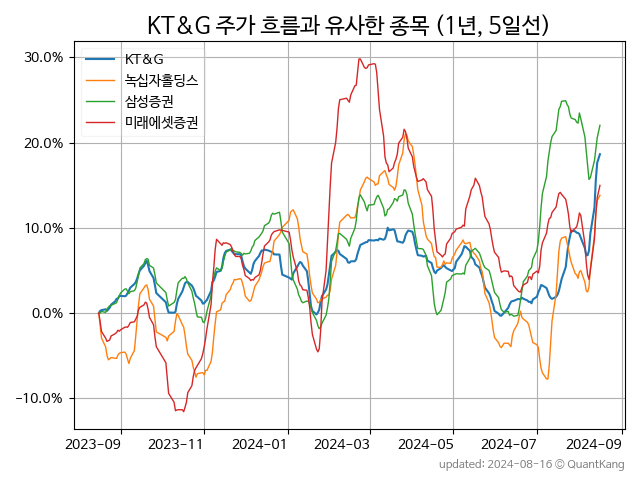 KT&G 주가 흐름과 유사한 종목 (1년, 5일선)
30.0%
20.0%
10.0%
0.0%
−10.0%
KT&G
녹십자홀딩스
삼성증권
미래에셋증권
2023-09 2023-11 2024-01 2024-03 2024-05 2024-07 2024-09
updated: 2024-08-16 © QuantKang